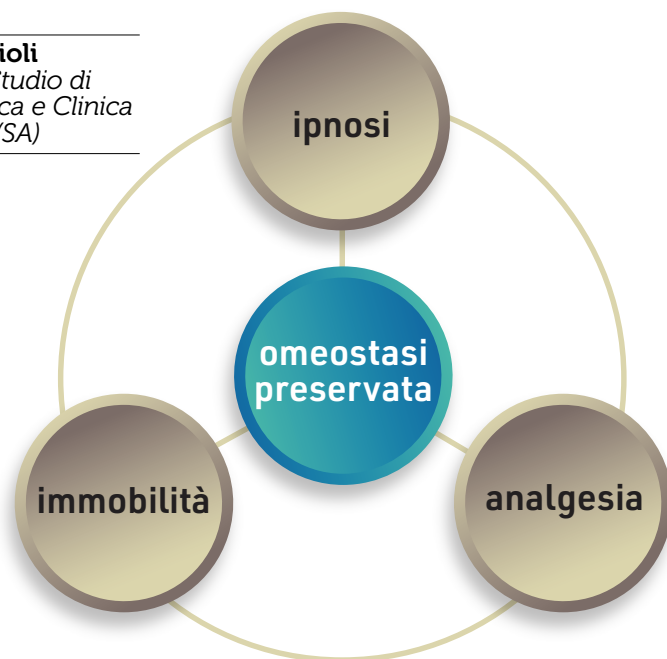 ioli
tudio di
ca e Clinica
/SA)
ipnosi
omeostasi
preservata
immobilità
analgesia